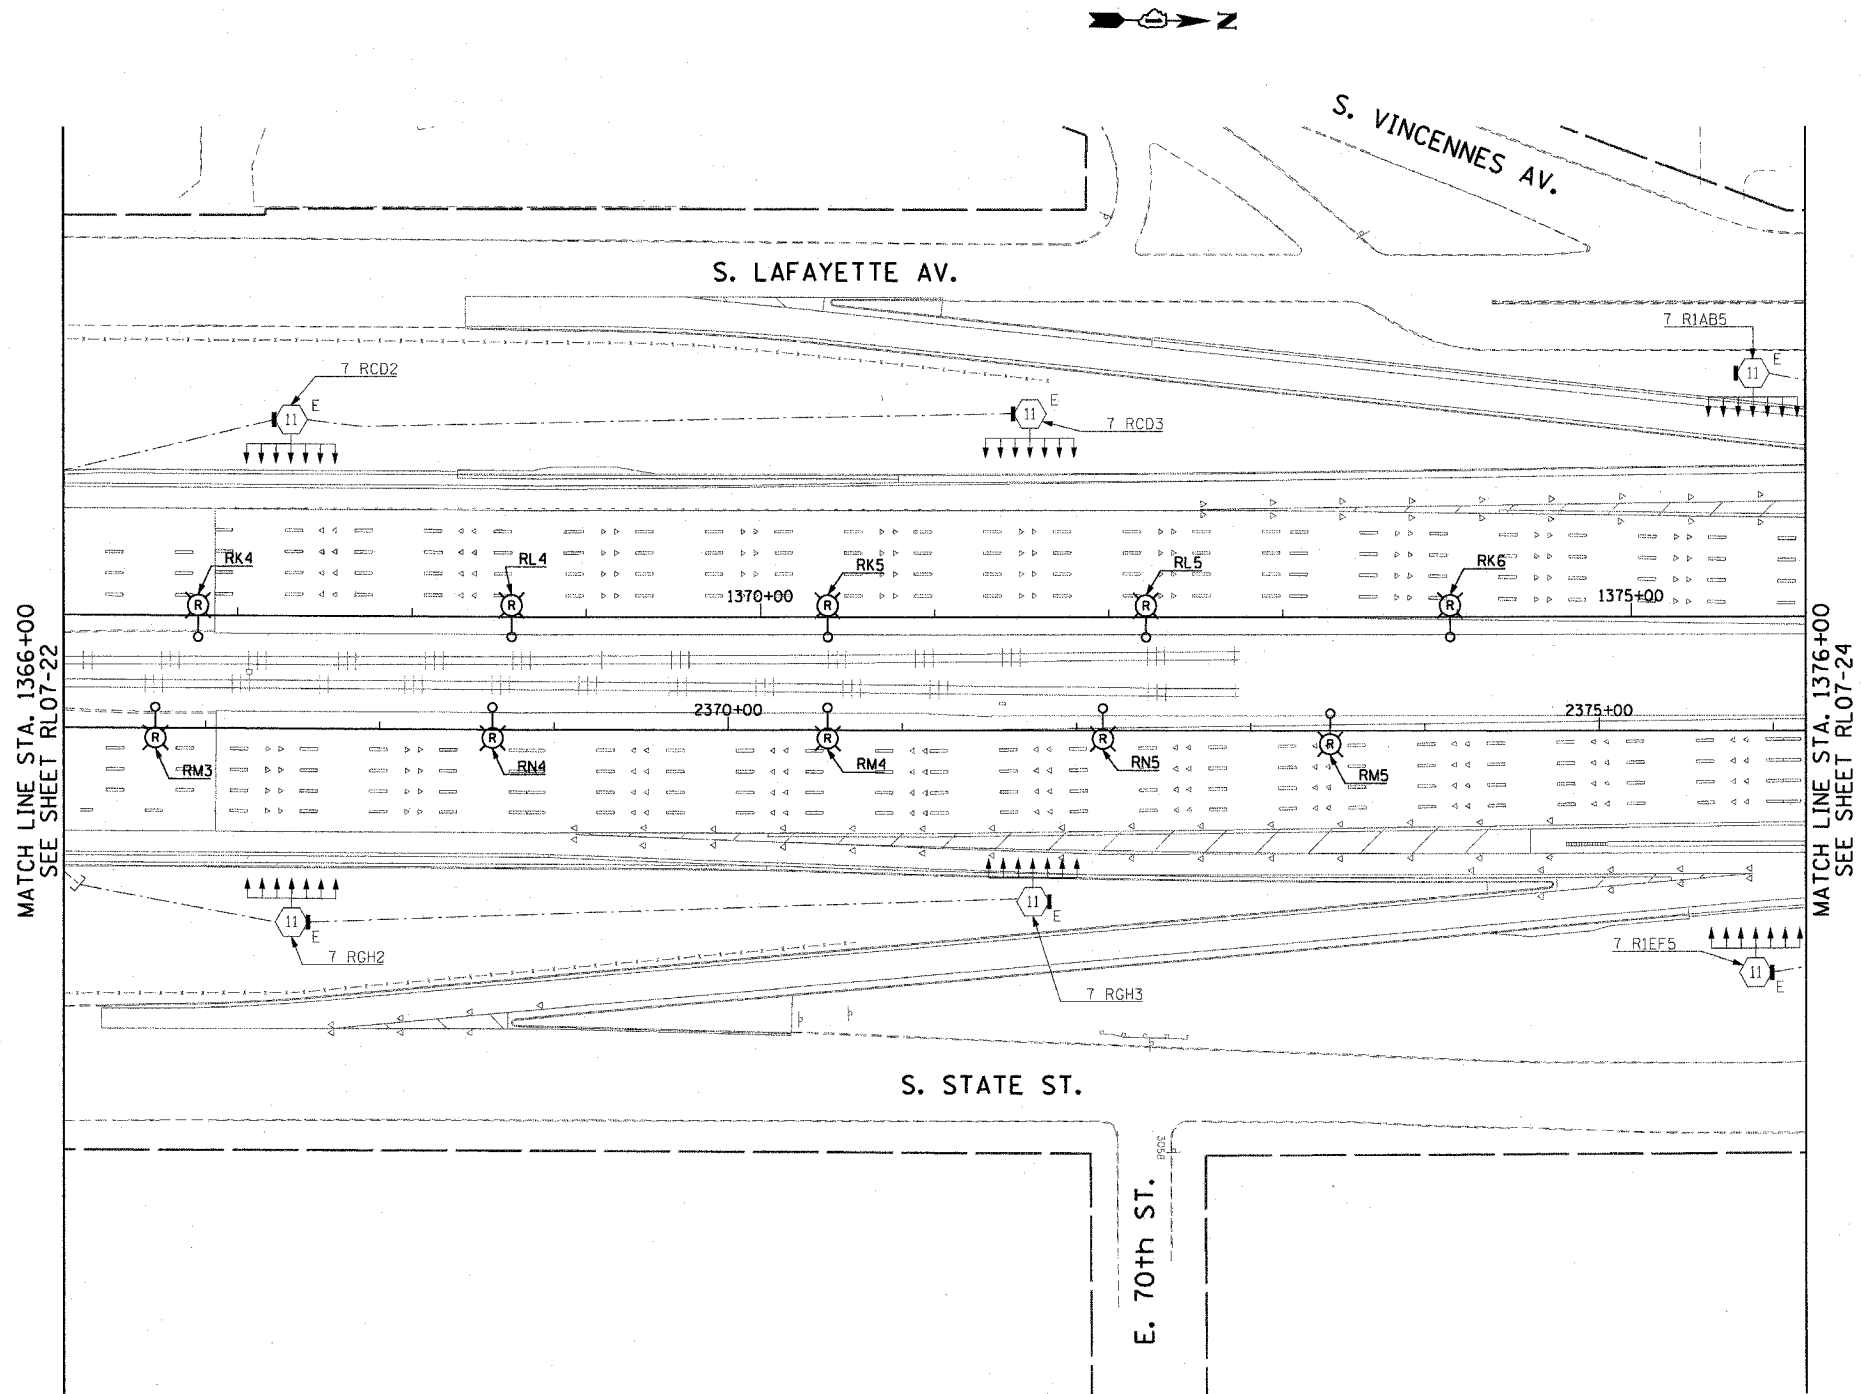 N
S. VINCENNES AV.
S. LAFAYETTE AV.
7 R1AB5
E
11
7 RCD2
E
11
E
11
7 RCD3
RK4
R
RL4
R
RK5
R
RL5
R
RK6
R
1370+00
1375+00
MATCH LINE STA. 1366+00
SEE SHEET RL07-22
MATCH LINE STA. 1376+00
SEE SHEET RL07-24
2370+00
2375+00
R
RM3
R
RN4
R
RM4
R
RN5
R
RM5
11
E
7 RGH2
11
E
7 RGH3
7 R1EF5
11
E
S. STATE ST.
3058
E. 70th ST.